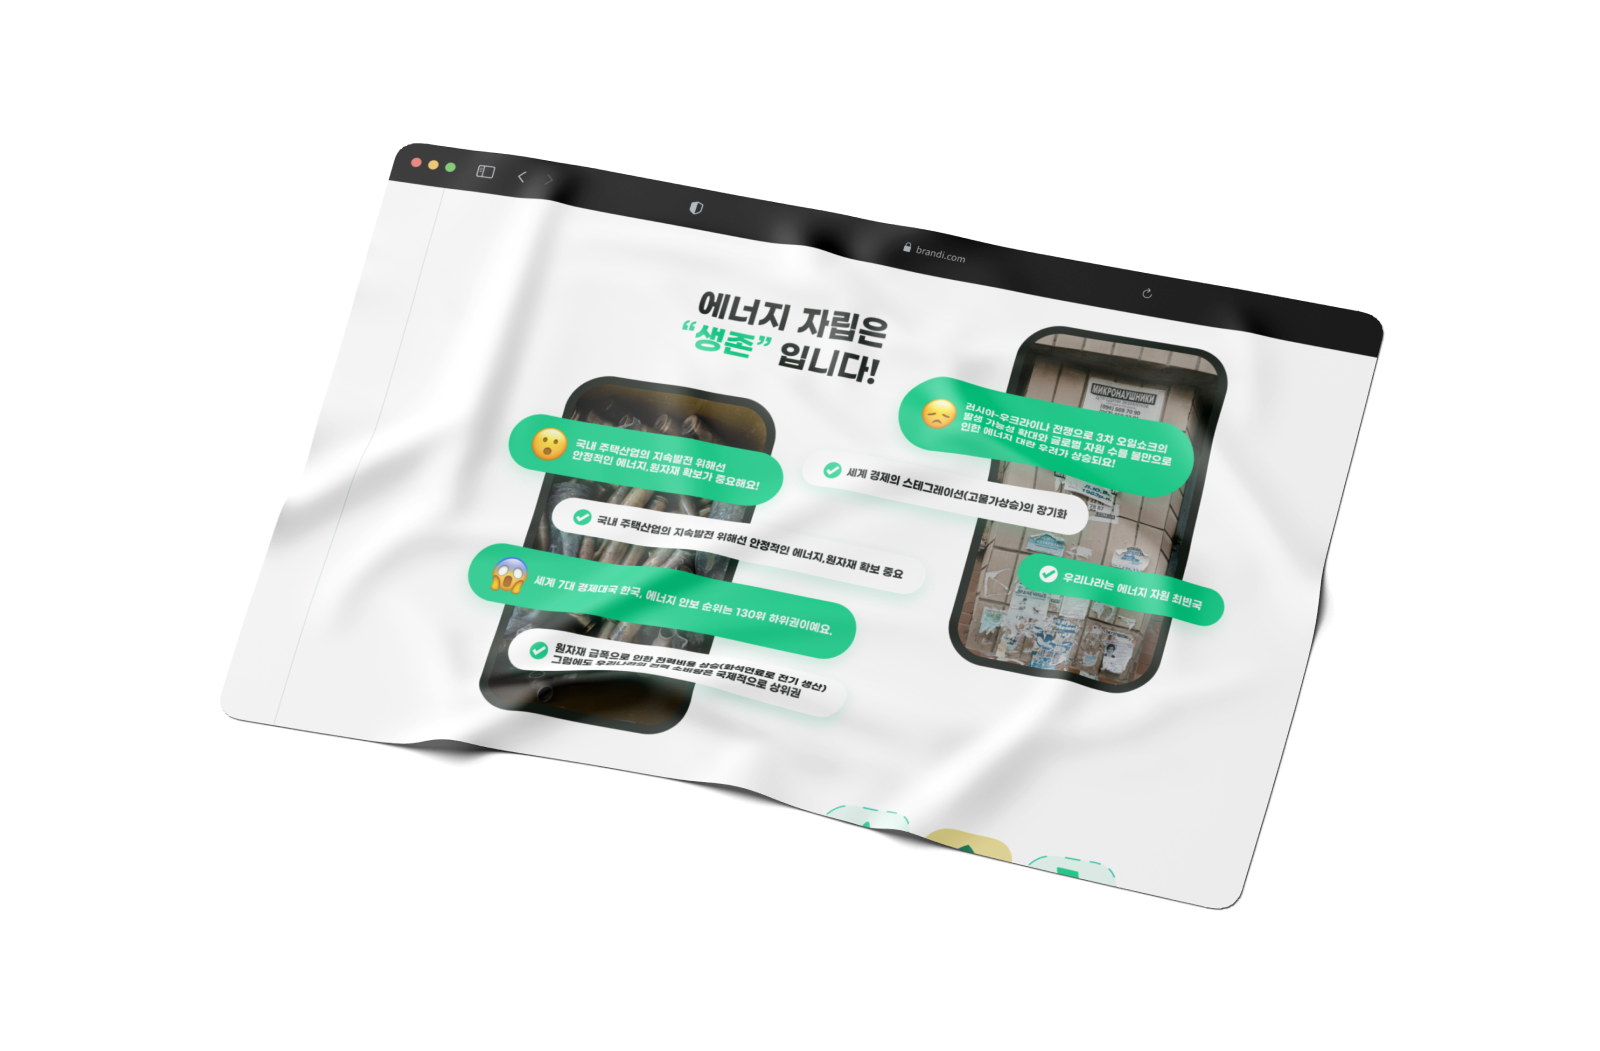 brandi.com
에너지 자립은
“생존” 입니다!
국내 주택산업의 지속발전 위해선
안정적인 에너지,원자재 확보가 중요해요!
국내 주택산업의 지속발전 위해선 안정적인 에너지,원자재 확보 중요
세계 7대 경제대국 한국, 에너지 안보 순위는 130위 하위권이예요.
원자재 급폭으로 인한 전력비용 상승(화석연료로 전기 생산)
그럼에도 우리나라의 전력 소비량은 국제적으로 상위권
МИКРОНАУШНИКИ
러시아-우크라이나 전쟁으로 3차 오일쇼크의
발생 가능성 확대와 글로벌 자원 수를 불만으로
인한 에너지 대란 우려가 상승되요!
세계 경제의 스테그레이션(고물가상승)의 장기화
우리나라는 에너지 자원 최빈국